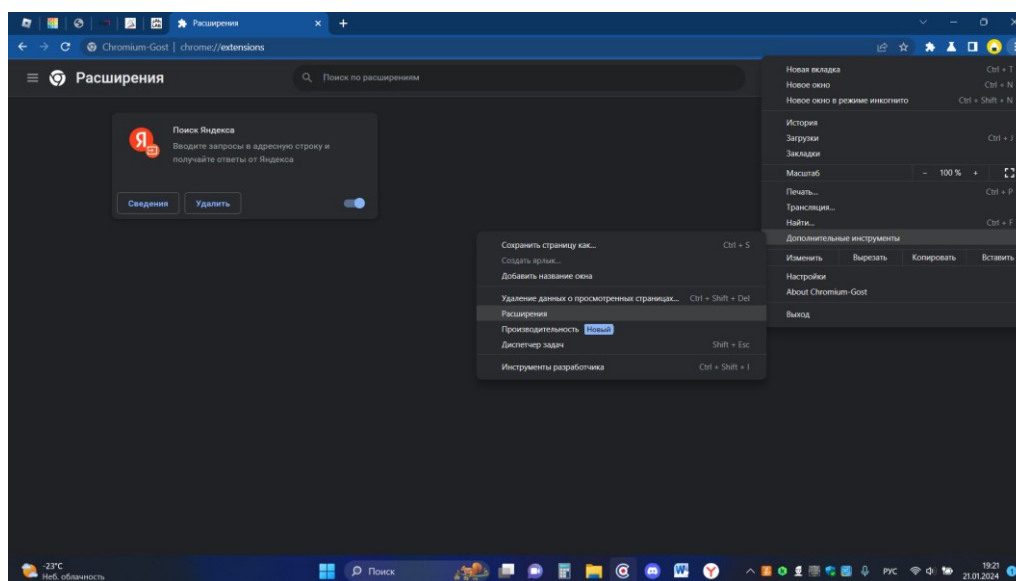 Расширения
Chromium-Gost | chrome://extensions
Расширения
Поиск по расширениям
Поиск Яндекса
Вводите запросы в адресную строку и
получайте ответы от Яндекса
Сведения
Удалить
Новая вкладка Ctrl + T
Новое окно Ctrl + N
Новое окно в режиме инкогнито Ctrl + Shift + N
История
Загрузки Ctrl + J
Закладки
Масштаб - 100 % +
Печать... Ctrl + P
Трансляция...
Найти... Ctrl + F
Дополнительные инструменты
Изменить Вырезать Копировать Вставить
Настройки
About Chromium-Gost
Выход
Сохранить страницу как... Ctrl + S
Создать ярлык...
Добавить название окна
Удаление данных о просмотренных страницах... Ctrl + Shift + Del
Расширения
Производительность Новый
Диспетчер задач Shift + Esc
Инструменты разработчика Ctrl + Shift + I
-23°C
Неб. облачность
Поиск
РУС
19:21
21.01.2024